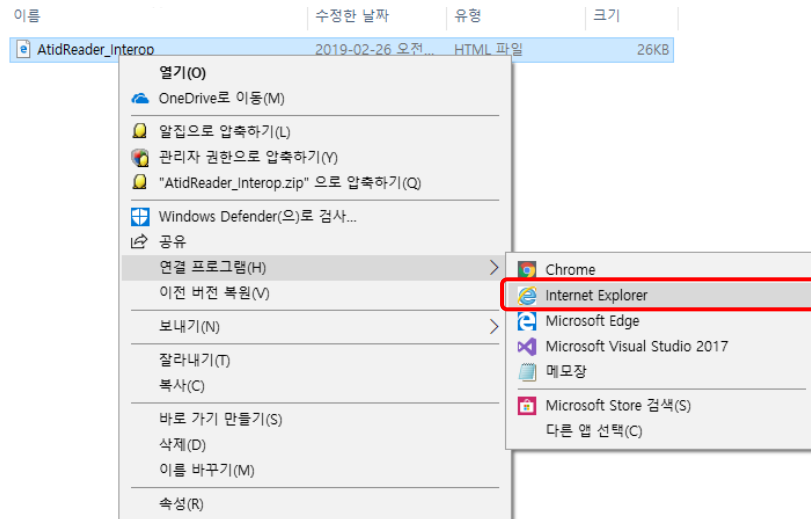 이름 수정한 날짜 유형 크기
AtidReader_Interop 2019-02-26 오전... HTML 파일 26KB
열기(O)
OneDrive로 이동(M)
알집으로 압축하기(L)
관리자 권한으로 압축하기(Y)
"AtidReader_Interop.zip" 으로 압축하기(Q)
Windows Defender(으)로 검사...
공유
연결 프로그램(H)
이전 버전 복원(V)
보내기(N)
잘라내기(T)
복사(C)
바로 가기 만들기(S)
삭제(D)
이름 바꾸기(M)
속성(R)
Chrome
Internet Explorer
Microsoft Edge
Microsoft Visual Studio 2017
메모장
Microsoft Store 검색(S)
다른 앱 선택(C)